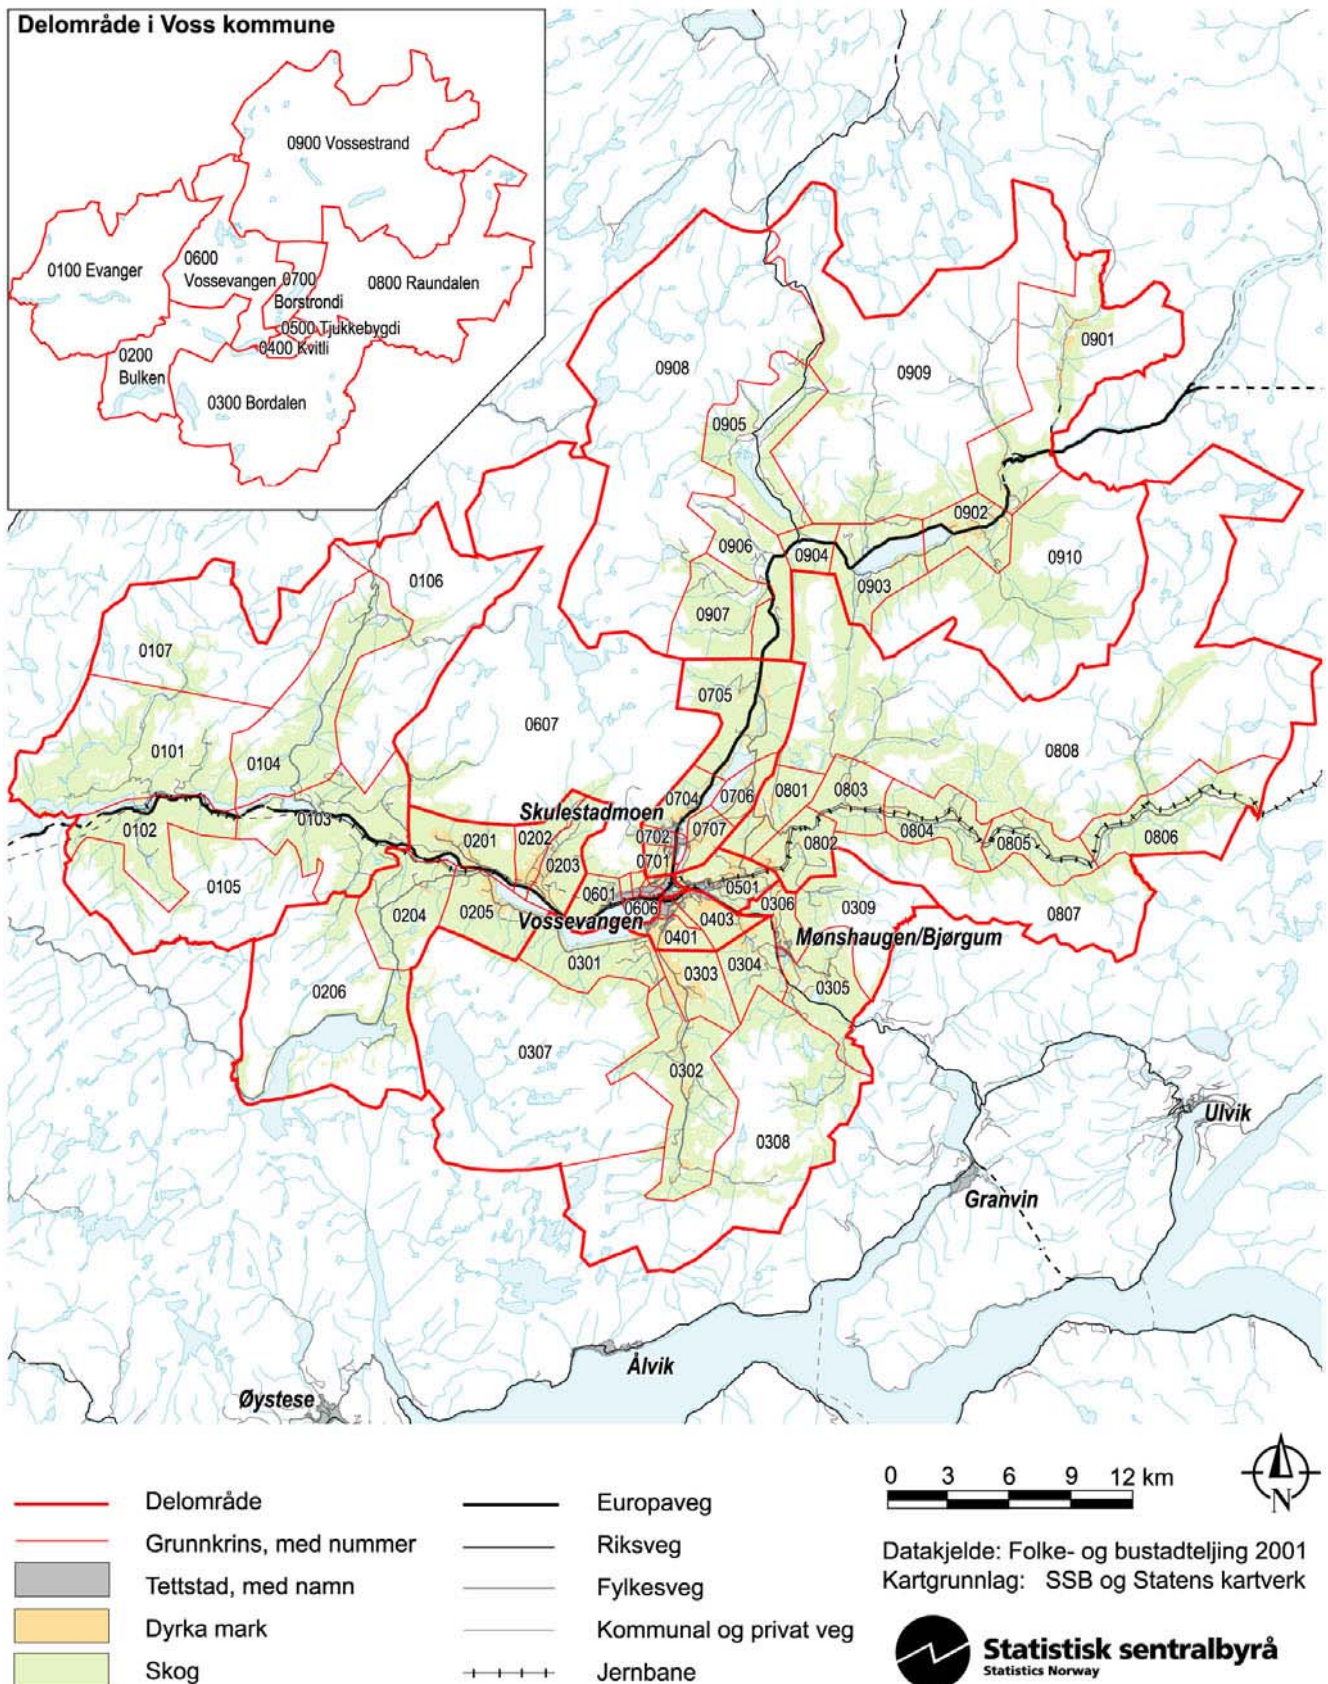 Delområde i Voss kommune
0900 Vossestrand
0100 Evanger
0600
Vossevangen
0700
Borstrondi
0800 Raundalen
0500 Tjukkebygdi
0400 Kvitli
0200
Bulken
0300 Bordalen
0901
0908
0909
0905
0902
0906
0904
0910
0903
0106
0907
0107
0705
0607
0101
0104
0808
Skulestadmoen
0704
0706
0801
0803
0102
0103
0201
0202
0702
0707
0802
0804
0805
0806
0203
0701
0105
0601
0501
0204
0205
0606
0306
0309
0807
Vossevangen
0403
0401
Mønshaugen/Bjørgum
0301
0303
0304
0305
0206
0307
0302
0308
Ulvik
Granvin
Ålvik
Øystese
0 3 6 9 12 km
N
Delområde
Grunnkrins, med nummer
Tettstad, med namn
Dyrka mark
Skog
Europaveg
Riksveg
Fylkesveg
Kommunal og privat veg
Jernbane
Datakjelde: Folke- og bustadteljing 2001
Kartgrunnlag: SSB og Statens kartverk
Statistisk sentralbyrå
Statistics Norway